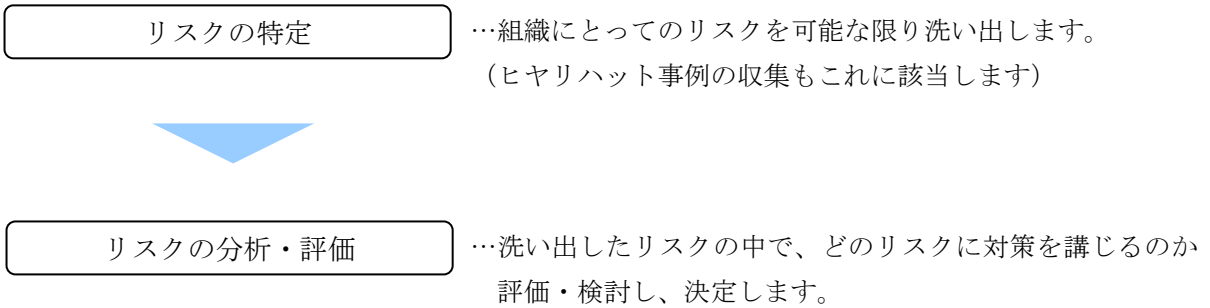 リスクの特定
…組織にとってのリスクを可能な限り洗い出します。
（ヒヤリハット事例の収集もこれに該当します）
リスクの分析・評価
…洗い出したリスクの中で、どのリスクに対策を講じるのか
評価・検討し、決定します。